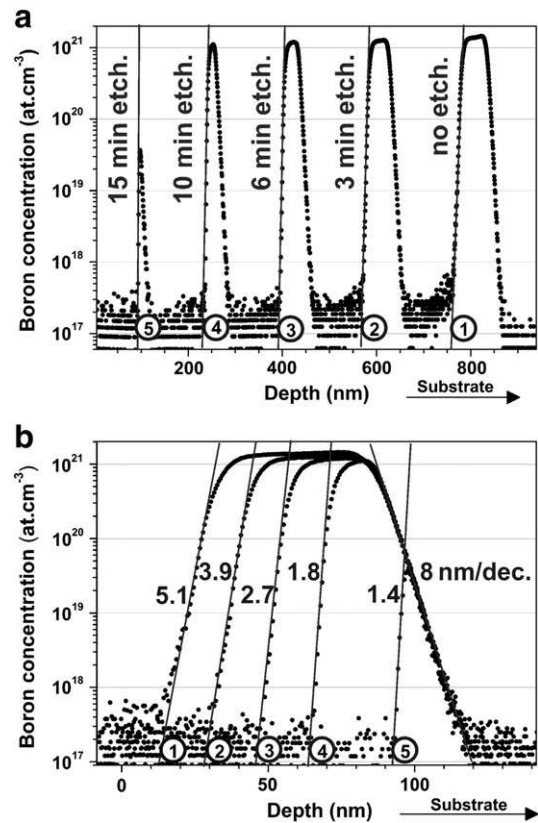 a
Boron concentration (at.cm⁻³)
10²¹
10²⁰
10¹⁹
10¹⁸
10¹⁷
15 min etch.
10 min etch.
6 min etch.
3 min etch.
no etch.
5
4
3
2
1
200
400
600
800
Depth (nm)
Substrate
b
Boron concentration (at.cm⁻³)
10²¹
10²⁰
10¹⁹
10¹⁸
10¹⁷
5.1
3.9
2.7
1.8
1.4
8 nm/dec.
1
2
3
4
5
0
50
100
Depth (nm)
Substrate